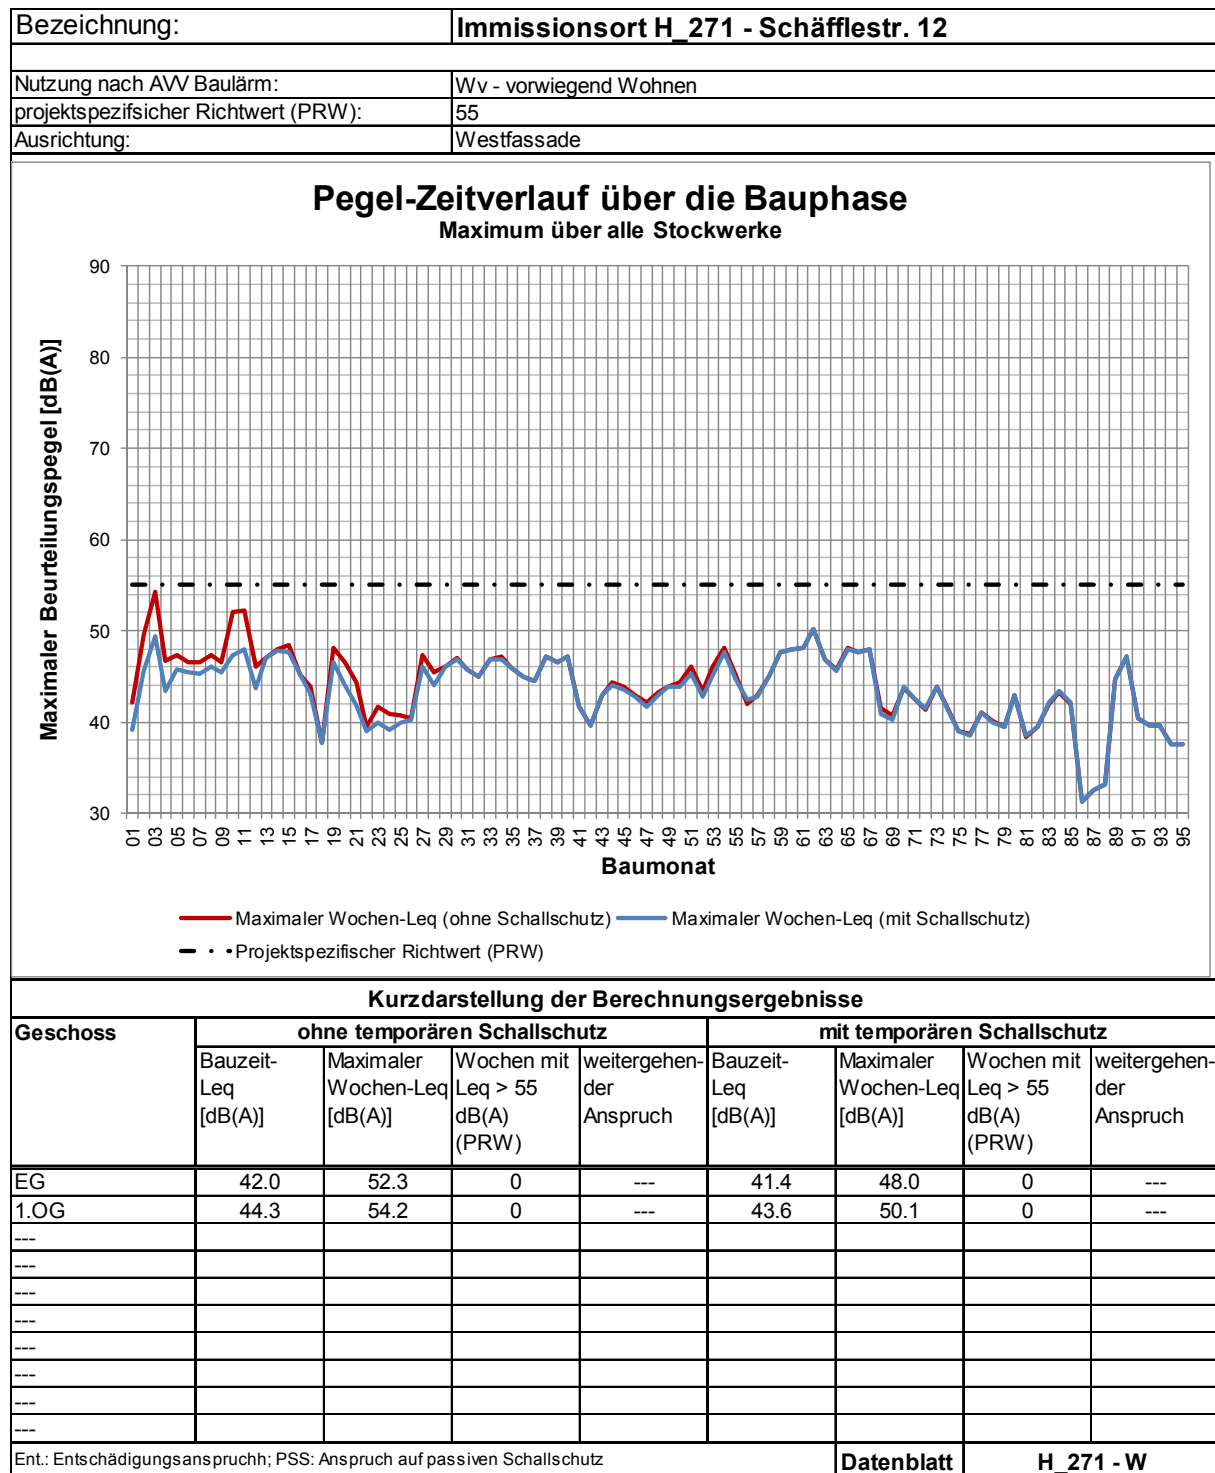 Bezeichnung: Immissionsort H_271 - Schäfflestr. 12
Nutzung nach AVV Baulärm: Wv - vorwiegend Wohnen
projektspezifsicher Richtwert (PRW): 55
Ausrichtung: Westfassade
Pegel-Zeitverlauf über die Bauphase
Maximum über alle Stockwerke
Maximaler Beurteilungspegel [dB(A)]
90
80
70
60
50
40
30
01 03 05 07 09 11 13 15 17 19 21 23 25 27 29 31 33 35 37 39 41 43 45 47 49 51 53 55 57 59 61 63 65 67 69 71 73 75 77 79 81 83 85 87 89 91 93 95
Baumonat
Maximaler Wochen-Leq (ohne Schallschutz) Maximaler Wochen-Leq (mit Schallschutz)
Projektspezifischer Richtwert (PRW)
Kurzdarstellung der Berechnungsergebnisse
Geschoss ohne temporären Schallschutz mit temporären Schallschutz
Bauzeit- Maximaler Wochen mit weitergehen- Bauzeit- Maximaler Wochen mit weitergehen-
Leq Wochen-Leq Leq > 55 der Leq Wochen-Leq Leq > 55 der
[dB(A)] [dB(A)] dB(A) Anspruch [dB(A)] [dB(A)] dB(A) Anspruch
(PRW) (PRW)
EG 42.0 52.3 0 --- 41.4 48.0 0 ---
1.OG 44.3 54.2 0 --- 43.6 50.1 0 ---
---
---
---
---
---
---
---
---
Ent.: Entschädigungsanspruchh; PSS: Anspruch auf passiven Schallschutz Datenblatt H_271 - W